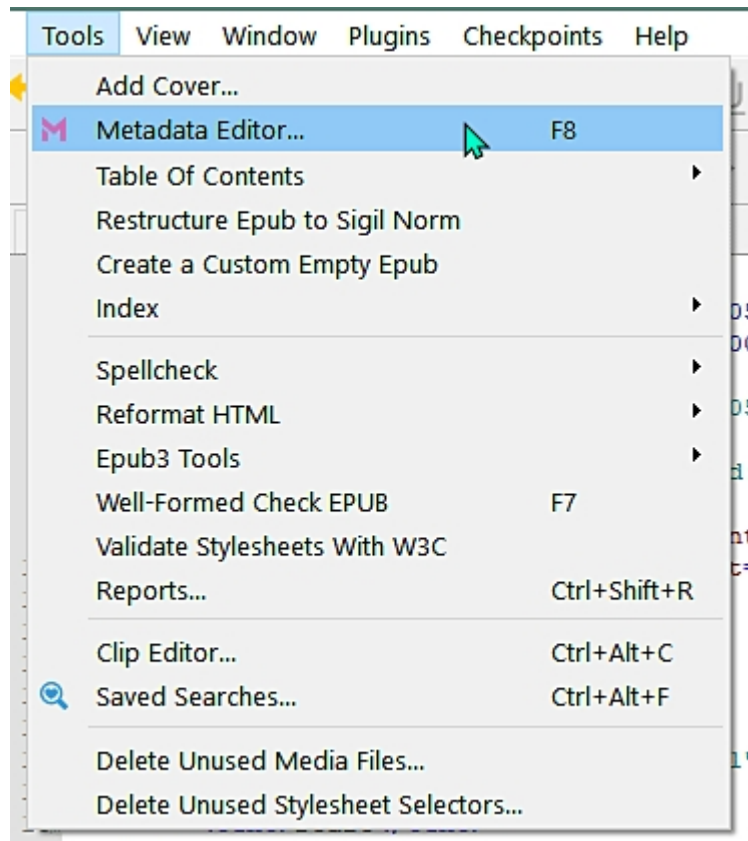 Tools View Window Plugins Checkpoints Help
Add Cover...
Metadata Editor... F8
Table Of Contents
Restructure Epub to Sigil Norm
Create a Custom Empty Epub
Index
Spellcheck
Reformat HTML
Epub3 Tools
Well-Formed Check EPUB F7
Validate Stylesheets With W3C
Reports... Ctrl+Shift+R
Clip Editor... Ctrl+Alt+C
Saved Searches... Ctrl+Alt+F
Delete Unused Media Files...
Delete Unused Stylesheet Selectors...